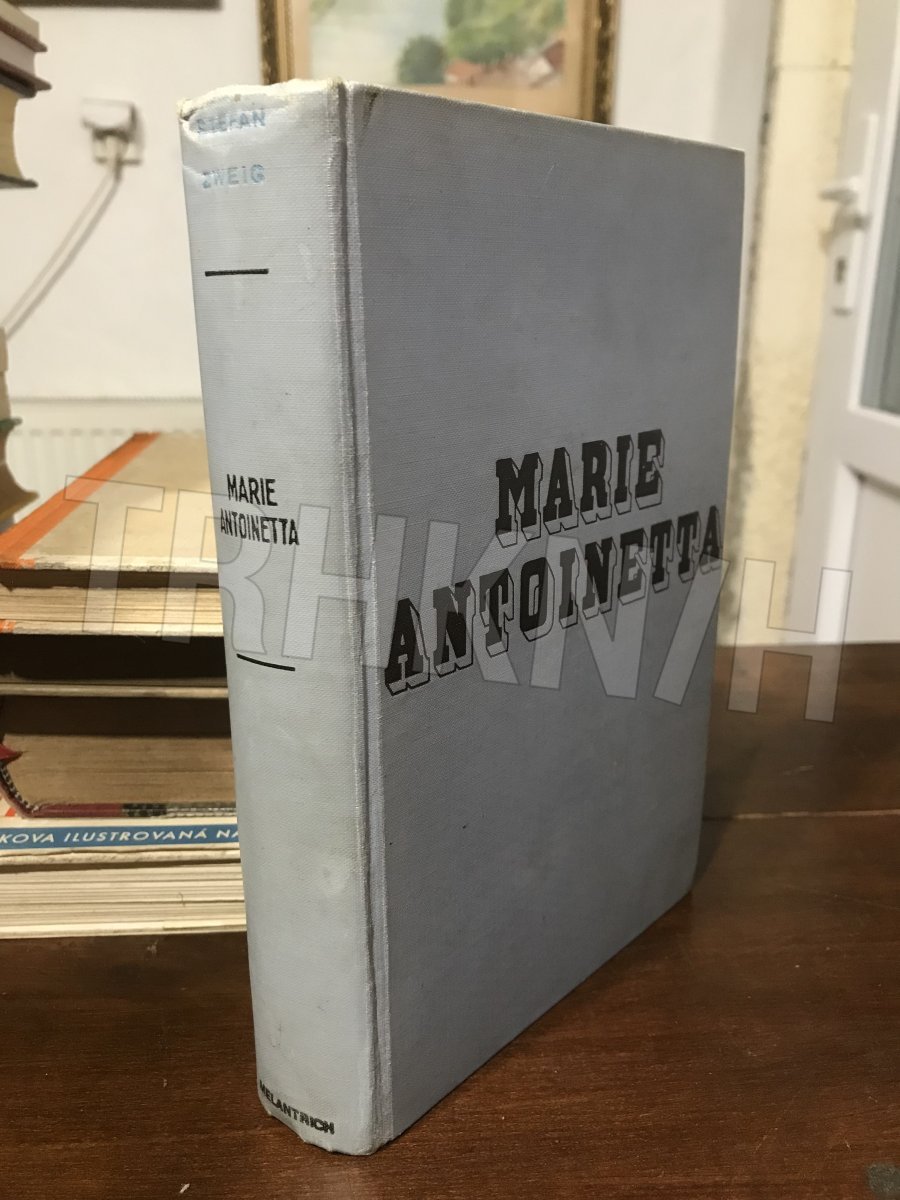 STEFAN
ZWEIG
MARIE
ANTOINETTA
MELANTRICH
MARIE
ANTOINETTA
KOVA ILUSTROVANÁ NA
TRHKNIH